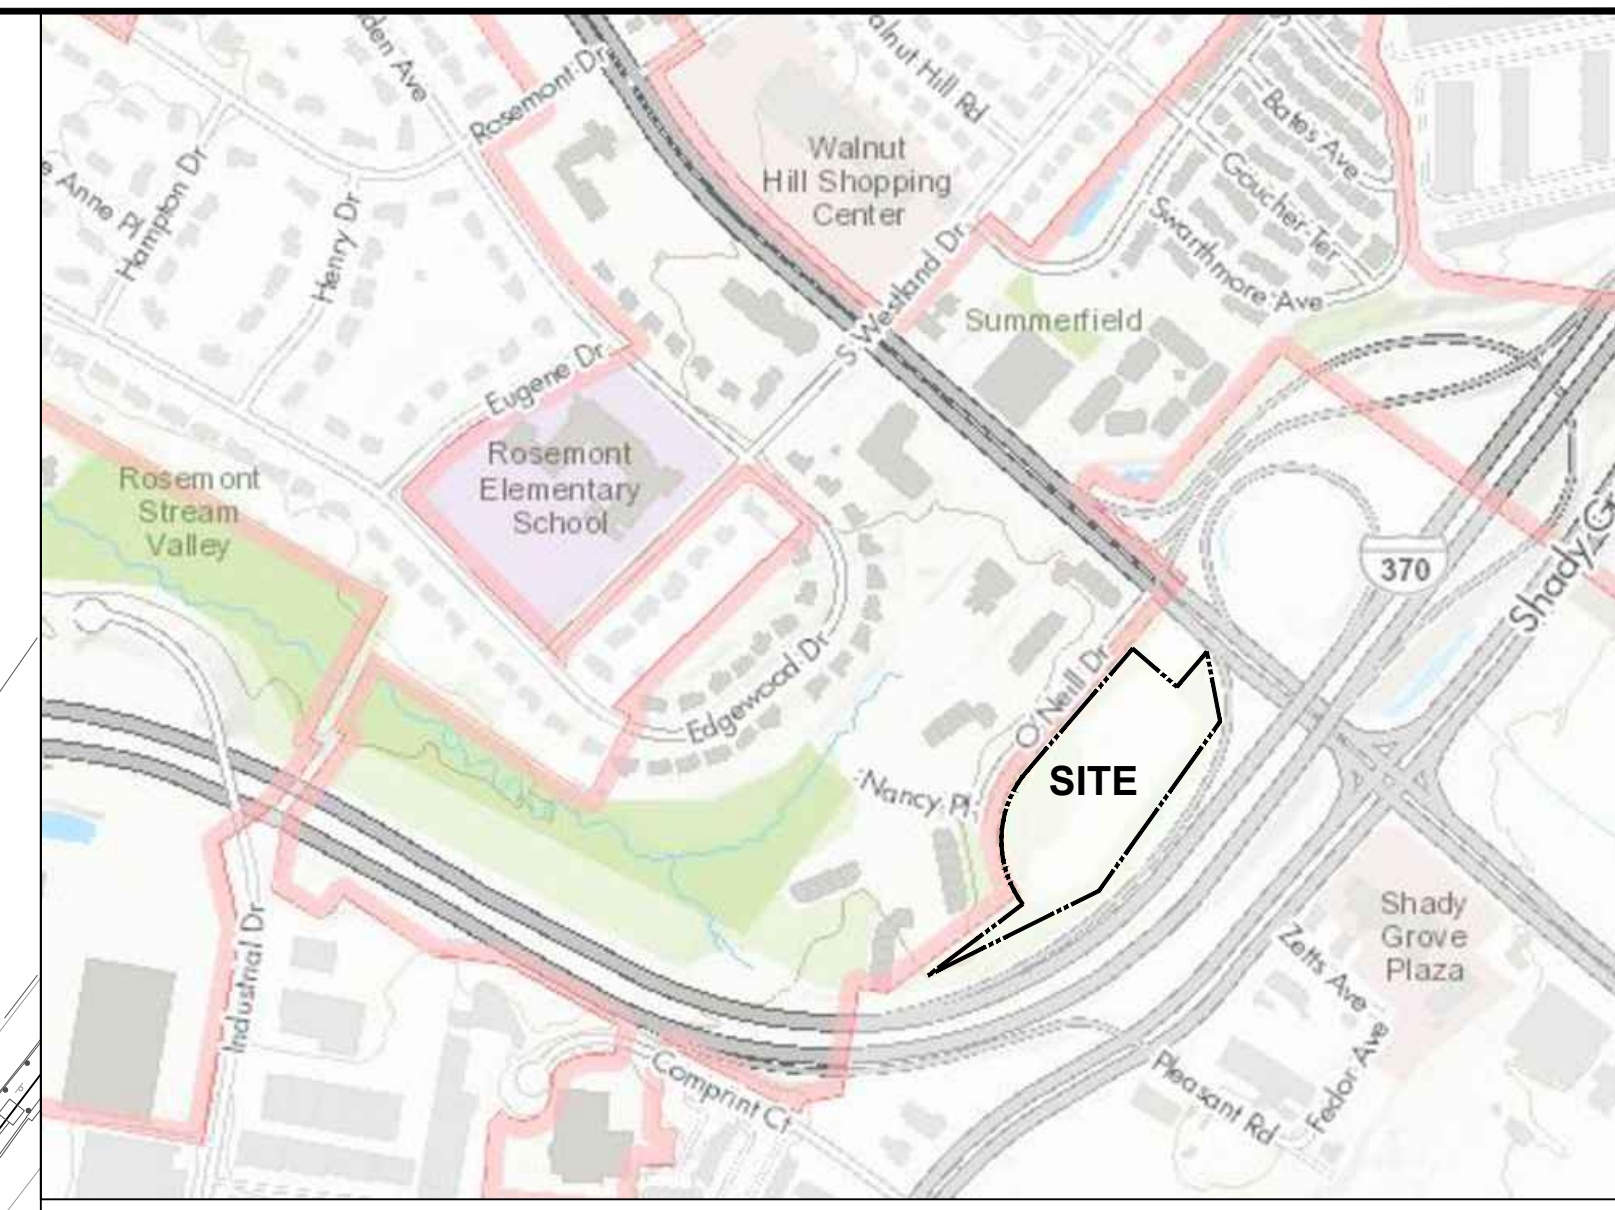 den Ave
Rosemont Dr
alnut Hill Rd
Bates Ave
Walnut
Hill Shopping
Center
Goucher Ter
e Anne Pl
Hampton Dr
Henry Dr
Swarthmore Ave
S Westland Dr
Summerfield
Eugene Dr
Rosemont
Elementary
School
Rosemont
Stream
Valley
370
Shady G
Edgewood Dr
O'Neill Dr
SITE
Nancy Pl
Shady
Grove
Plaza
Industrial Dr
Zetts Ave
Comprint Ct
Pleasant Rd
Fedor Ave